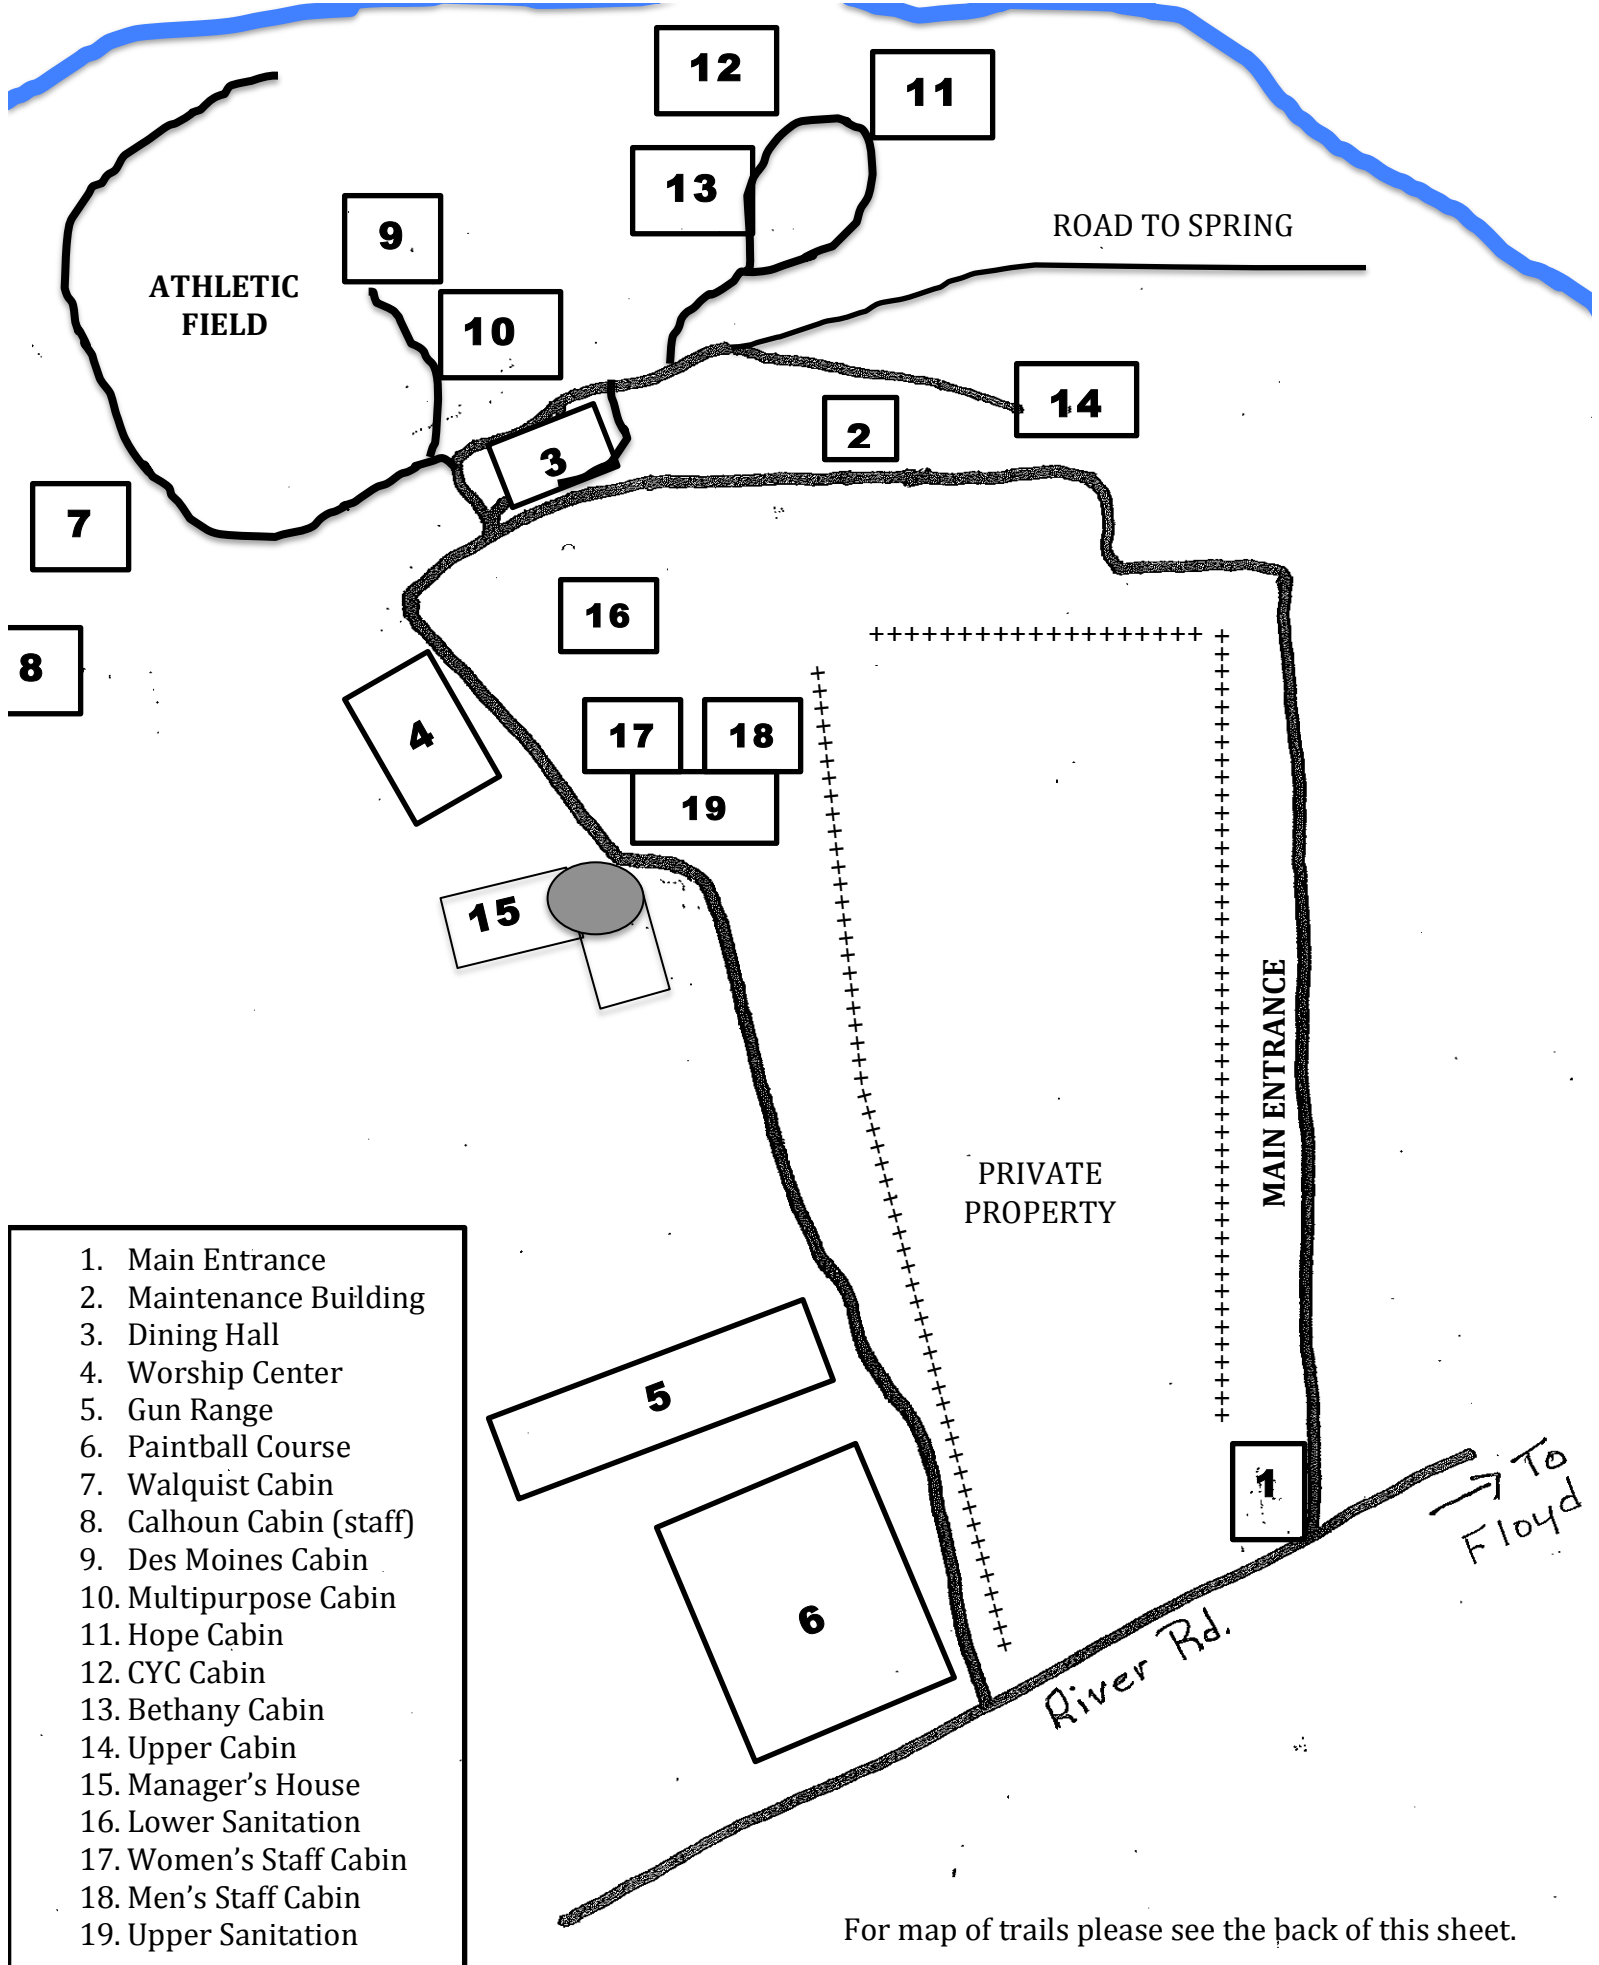 12
11
13
9
ROAD TO SPRING
ATHLETIC
FIELD
10
14
2
3
7
16
8
4
17
18
19
15
MAIN ENTRANCE
PRIVATE
PROPERTY
5
1
To
Floyd
6
River Rd.
1. Main Entrance
2. Maintenance Building
3. Dining Hall
4. Worship Center
5. Gun Range
6. Paintball Course
7. Walquist Cabin
8. Calhoun Cabin (staff)
9. Des Moines Cabin
10. Multipurpose Cabin
11. Hope Cabin
12. CYC Cabin
13. Bethany Cabin
14. Upper Cabin
15. Manager’s House
16. Lower Sanitation
17. Women’s Staff Cabin
18. Men’s Staff Cabin
19. Upper Sanitation
For map of trails please see the back of this sheet.